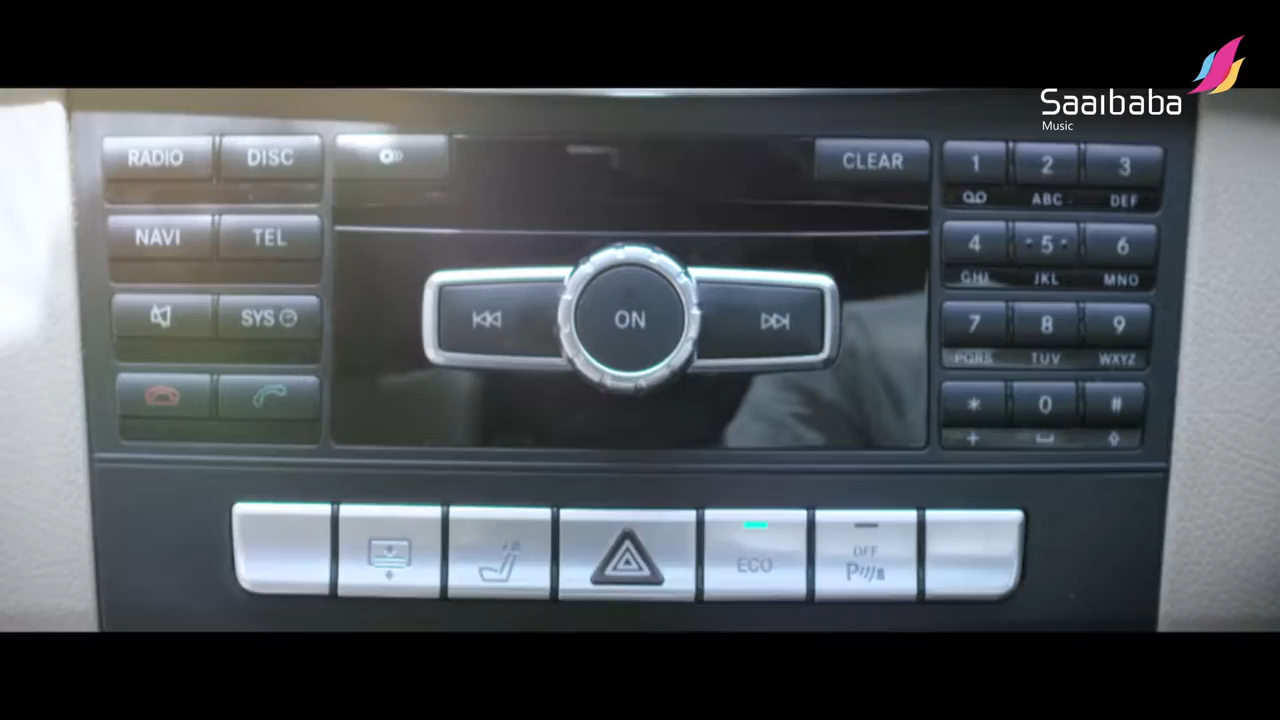 Saaibaba
Music
RADIO DISC CLEAR 1 2 3
ABC DEF
NAVI TEL 4 5 6
GHI JKL MNO
ON
SYS 7 8 9
PQRS TUV WXYZ
* 0 #
+
ECO
OFF
P